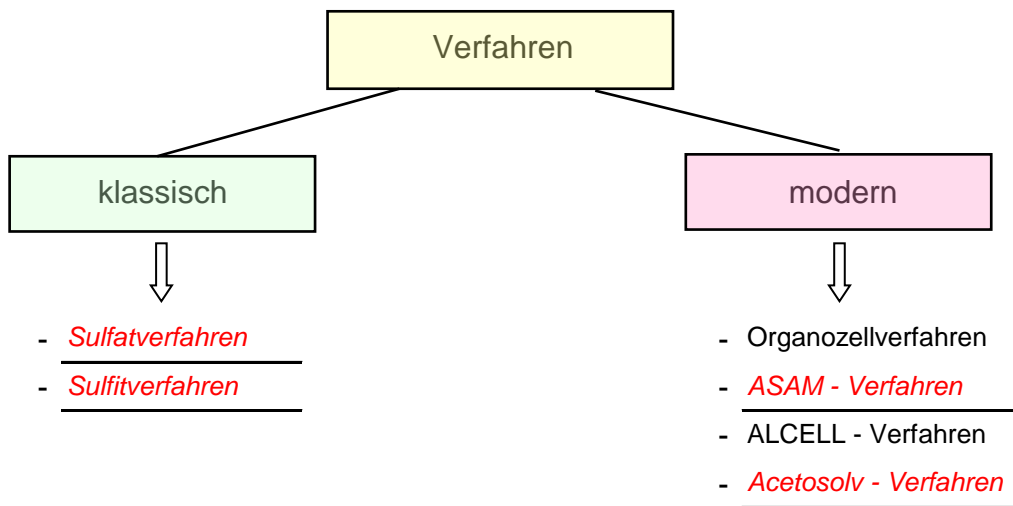 Verfahren
klassisch
modern
- Sulfatverfahren
- Sulfitverfahren
- Organozellverfahren
- ASAM - Verfahren
- ALCELL - Verfahren
- Acetosolv - Verfahren